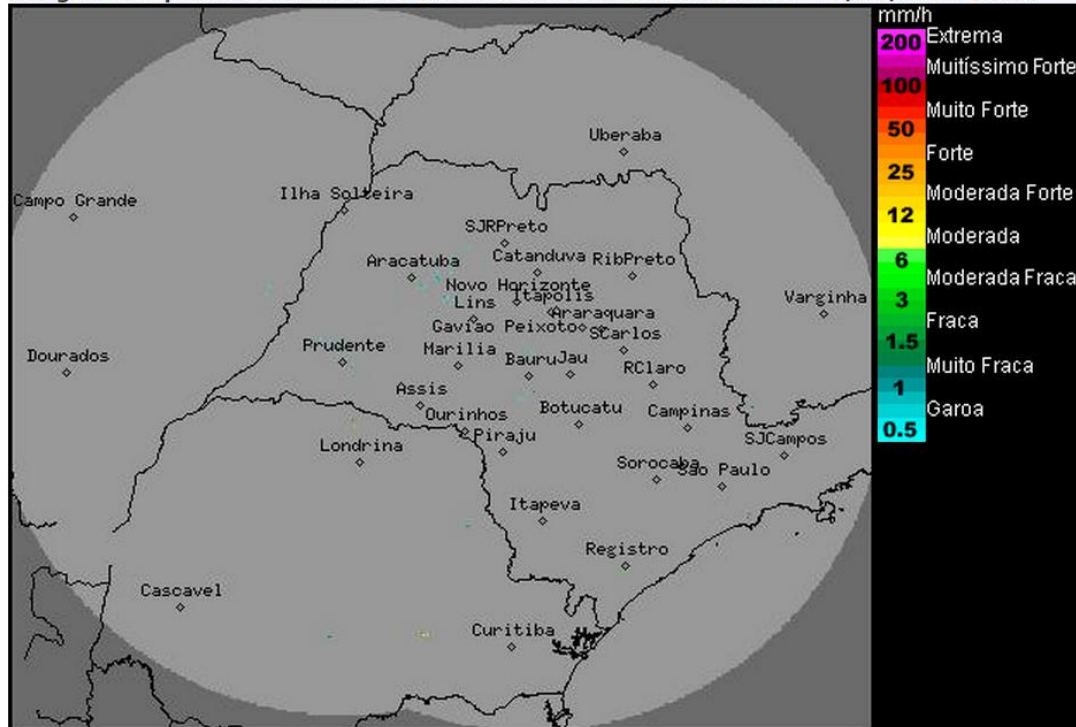 mm/h
200 Extrema
Muitíssimo Forte
100
Muito Forte
50
Forte
25
Moderada Forte
12
Moderada
6
Moderada Fraca
3
Fraca
1.5
Muito Fraca
1
Garoa
0.5
Uberaba
Campo Grande
Ilha Solteira
SJRPreto
Aracatuba
Catanduva
RibPreto
Novo Horizonte
Itapolis
Lins
Araraquara
Varginha
Gaviao Peixoto
SCarlos
Dourados
Prudente
Marilia
Bauru
Jau
RClaro
Assis
Ourinhos
Botucatu
Campinas
Londrina
Piraju
SJCampos
Sorocaba
Sao Paulo
Itapeva
Registro
Cascavel
Curitiba